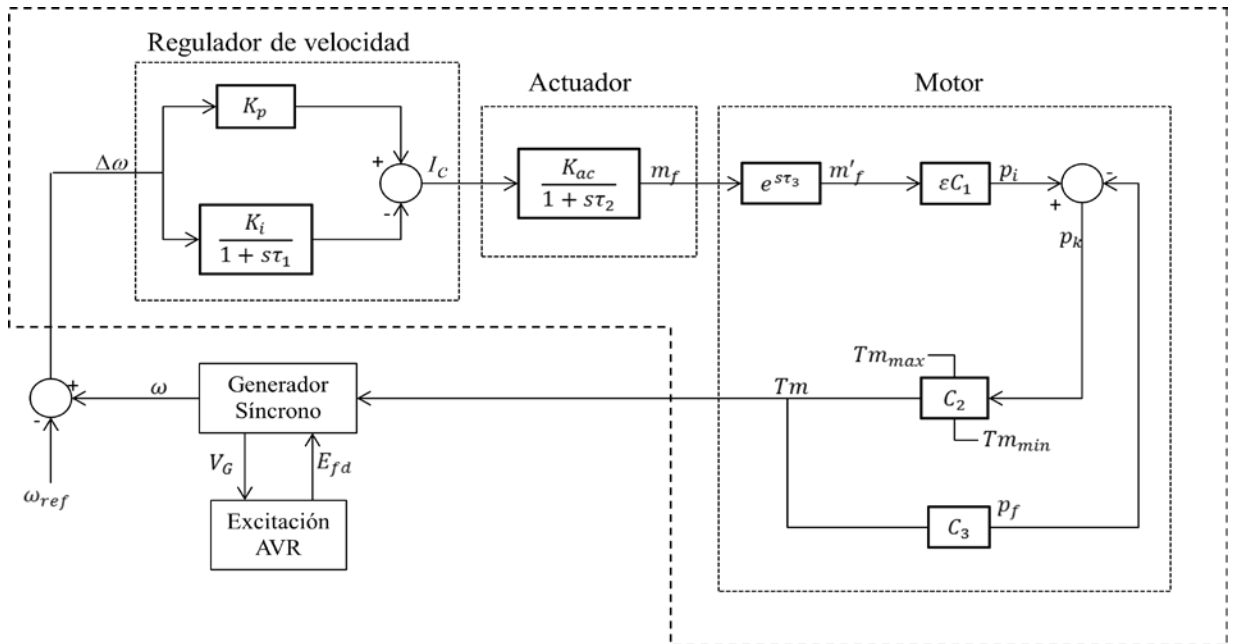 Regulador de velocidad
Actuador
Motor
K_p
Δω
+
-
I_C
K_i
1 + sτ_1
K_ac
1 + sτ_2
m_f
e^{sτ_3}
m'_f
εC_1
p_i
+
-
p_k
Tm_max
C_2
Tm_min
Tm
C_3
p_f
Generador
Síncrono
ω
+
-
ω_ref
V_G
E_fd
Excitación
AVR